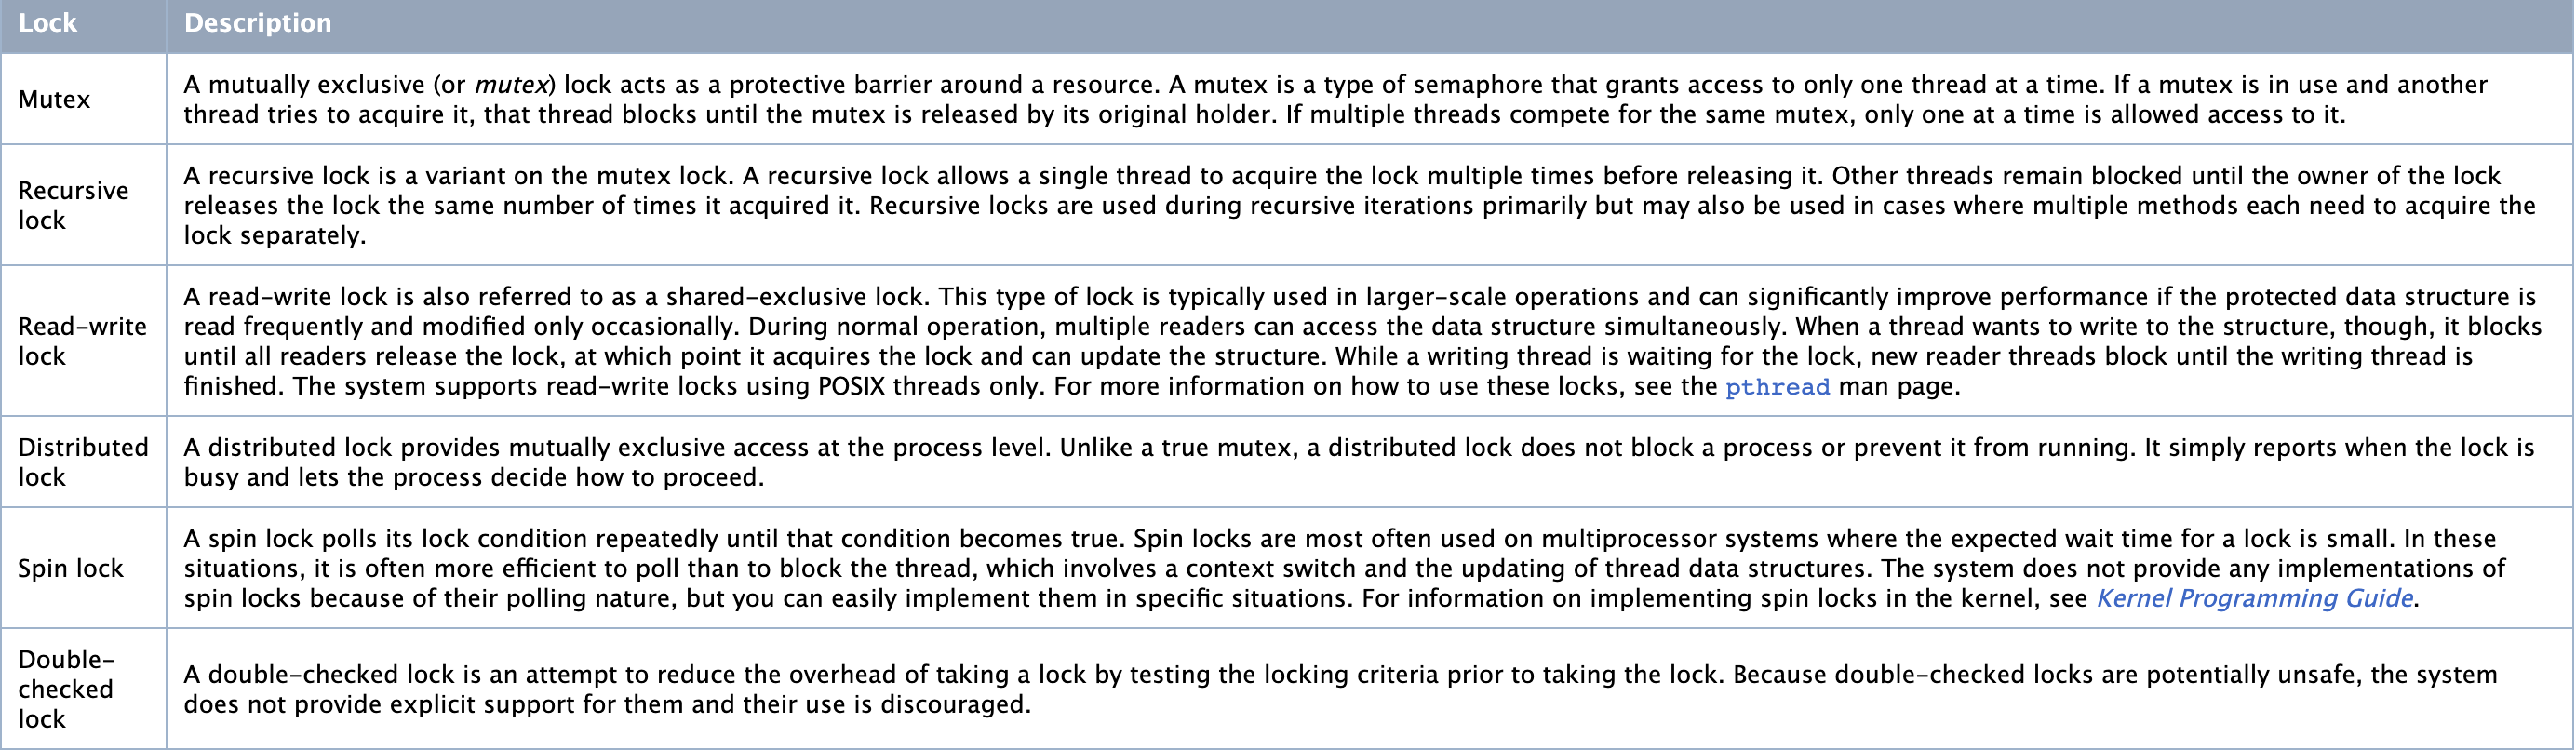 Lock
Description
Mutex
A mutually exclusive (or mutex) lock acts as a protective barrier around a resource. A mutex is a type of semaphore that grants access to only one thread at a time. If a mutex is in use and another
thread tries to acquire it, that thread blocks until the mutex is released by its original holder. If multiple threads compete for the same mutex, only one at a time is allowed access to it.
Recursive
lock
A recursive lock is a variant on the mutex lock. A recursive lock allows a single thread to acquire the lock multiple times before releasing it. Other threads remain blocked until the owner of the lock
releases the lock the same number of times it acquired it. Recursive locks are used during recursive iterations primarily but may also be used in cases where multiple methods each need to acquire the
lock separately.
Read-write
lock
A read-write lock is also referred to as a shared-exclusive lock. This type of lock is typically used in larger-scale operations and can significantly improve performance if the protected data structure is
read frequently and modified only occasionally. During normal operation, multiple readers can access the data structure simultaneously. When a thread wants to write to the structure, though, it blocks
until all readers release the lock, at which point it acquires the lock and can update the structure. While a writing thread is waiting for the lock, new reader threads block until the writing thread is
finished. The system supports read-write locks using POSIX threads only. For more information on how to use these locks, see the pthread man page.
Distributed
lock
A distributed lock provides mutually exclusive access at the process level. Unlike a true mutex, a distributed lock does not block a process or prevent it from running. It simply reports when the lock is
busy and lets the process decide how to proceed.
Spin lock
A spin lock polls its lock condition repeatedly until that condition becomes true. Spin locks are most often used on multiprocessor systems where the expected wait time for a lock is small. In these
situations, it is often more efficient to poll than to block the thread, which involves a context switch and the updating of thread data structures. The system does not provide any implementations of
spin locks because of their polling nature, but you can easily implement them in specific situations. For information on implementing spin locks in the kernel, see Kernel Programming Guide.
Double-
checked
lock
A double-checked lock is an attempt to reduce the overhead of taking a lock by testing the locking criteria prior to taking the lock. Because double-checked locks are potentially unsafe, the system
does not provide explicit support for them and their use is discouraged.